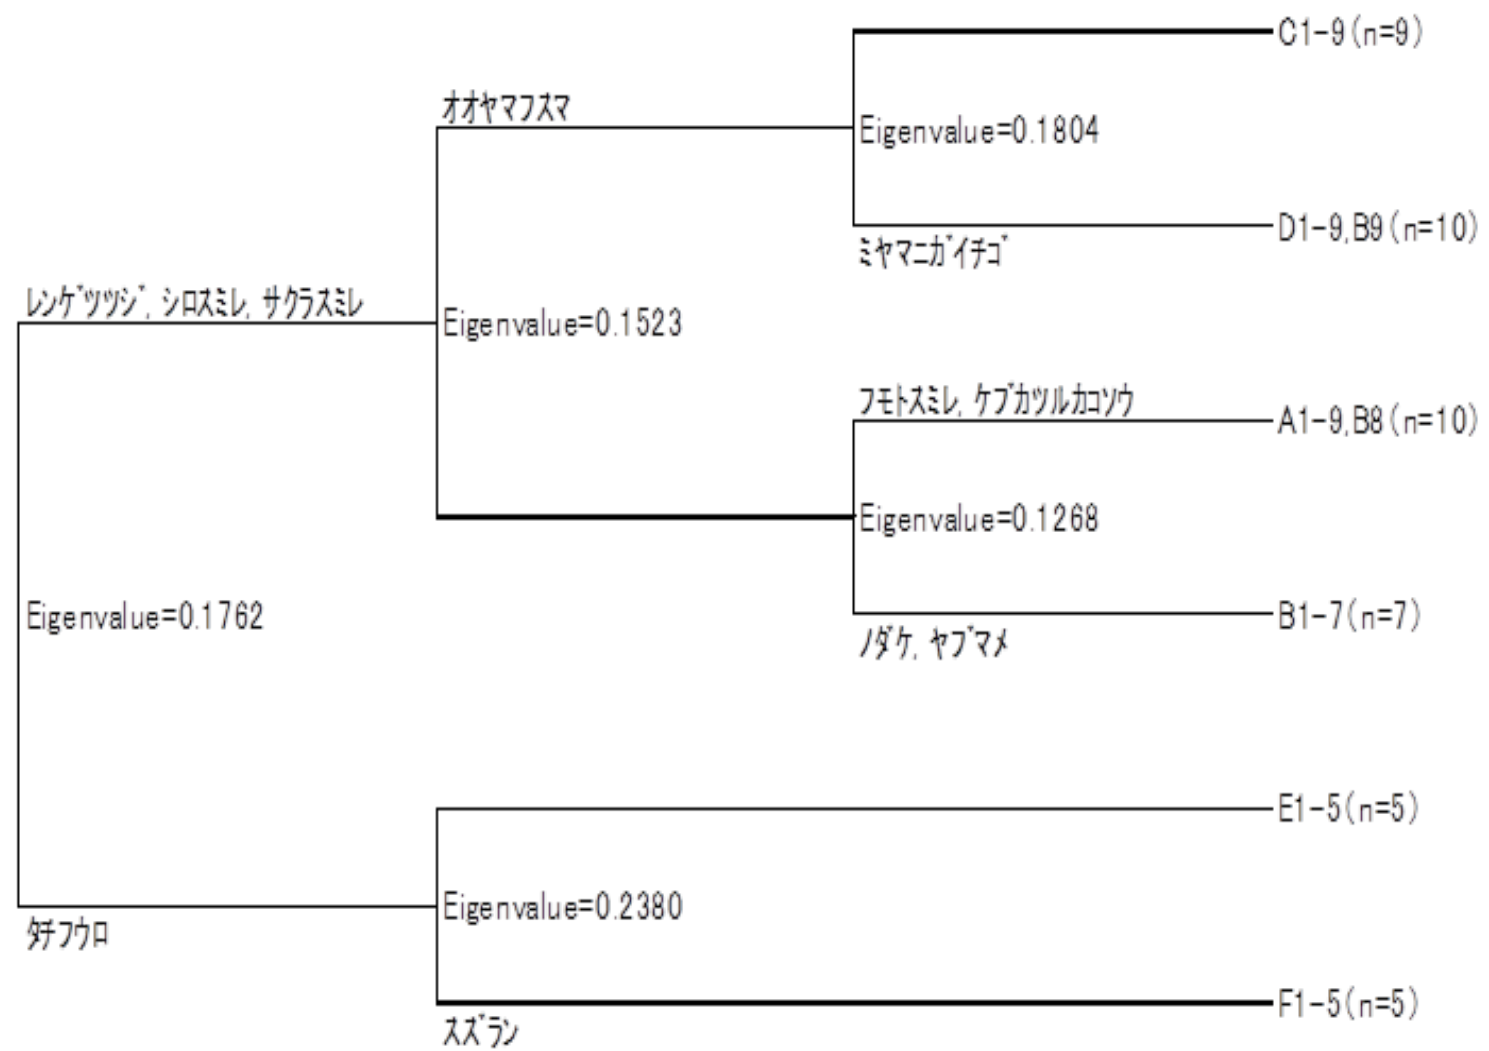 C1-9(n=9)
ｵｵﾔﾏﾌｽﾏ
Eigenvalue=0.1804
D1-9,B9(n=10)
ﾐﾔﾏﾆｶﾞｲﾁｺﾞ
ﾚﾝｹﾞﾂﾂｼﾞ, ｼﾛｽﾐﾚ, ｻｸﾗｽﾐﾚ
Eigenvalue=0.1523
ﾌﾓﾄｽﾐﾚ, ｹﾌﾞｶﾂﾙｶｺｿｳ
A1-9,B8(n=10)
Eigenvalue=0.1268
Eigenvalue=0.1762
B1-7(n=7)
ﾉﾀﾞｹ, ﾔﾌﾞﾏﾒ
E1-5(n=5)
Eigenvalue=0.2380
ﾀﾁﾌｳﾛ
F1-5(n=5)
ｽｽﾞﾗﾝ